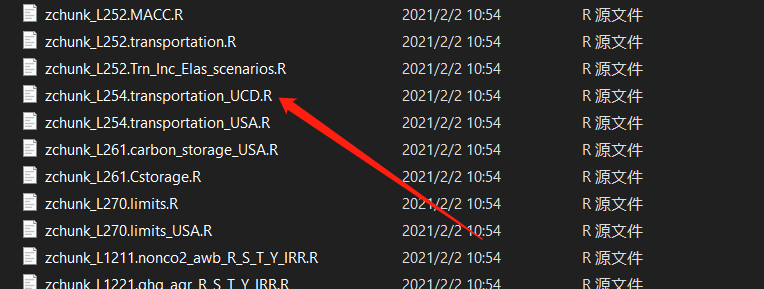 zchunk_L252.MACC.R 2021/2/2 10:54 R 源文件
zchunk_L252.transportation.R 2021/2/2 10:54 R 源文件
zchunk_L252.Trn_Inc_Elas_scenarios.R 2021/2/2 10:54 R 源文件
zchunk_L254.transportation_UCD.R 2021/2/2 10:54 R 源文件
zchunk_L254.transportation_USA.R 2021/2/2 10:54 R 源文件
zchunk_L261.carbon_storage_USA.R 2021/2/2 10:54 R 源文件
zchunk_L261.Cstorage.R 2021/2/2 10:54 R 源文件
zchunk_L270.limits.R 2021/2/2 10:54 R 源文件
zchunk_L270.limits_USA.R 2021/2/2 10:54 R 源文件
zchunk_L1211.nonco2_awb_R_S_T_Y_IRR.R 2021/2/2 10:54 R 源文件
zchunk_L1221.ghg_agr_R_S_T_Y_IRR.R 2021/2/2 10:54 R 源文件